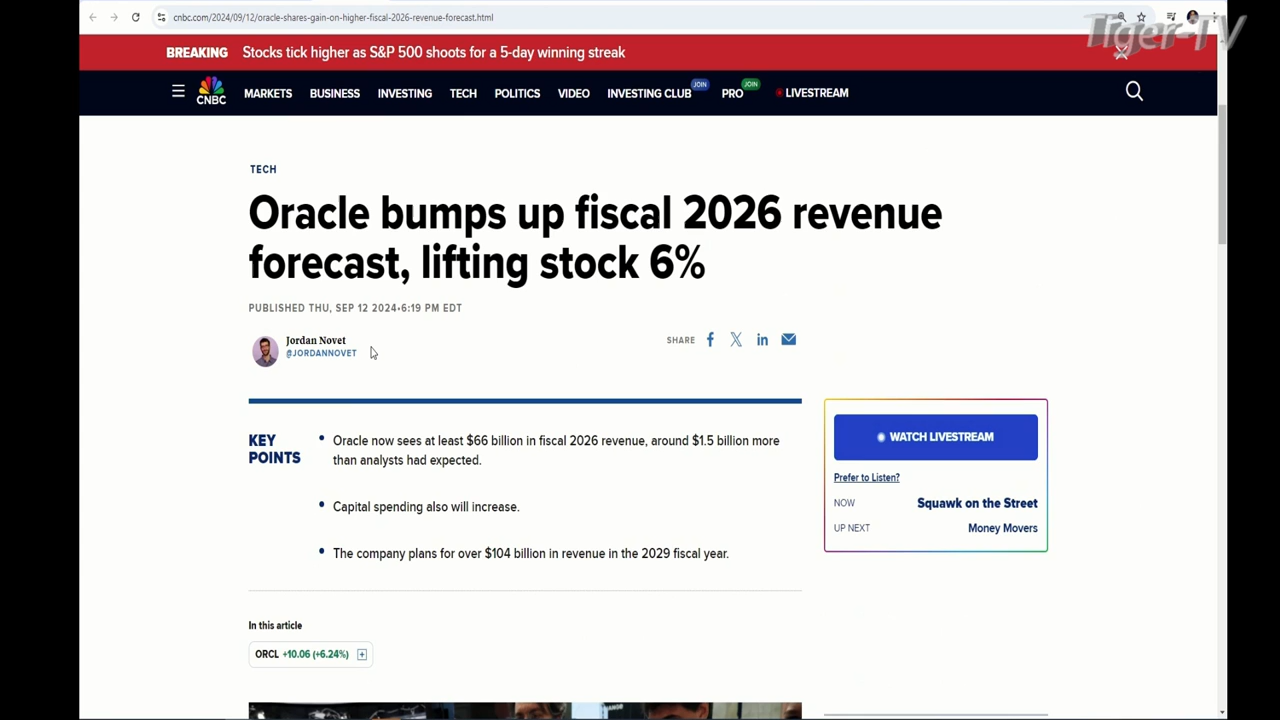 cnbc.com/2024/09/12/oracle-shares-gain-on-higher-fiscal-2026-revenue-forecast.html
Tiger-TV
BREAKING Stocks tick higher as S&P 500 shoots for a 5-day winning streak
CNBC MARKETS BUSINESS INVESTING TECH POLITICS VIDEO INVESTING CLUB JOIN PRO JOIN LIVESTREAM
TECH
Oracle bumps up fiscal 2026 revenue
forecast, lifting stock 6%
PUBLISHED THU, SEP 12 2024•6:19 PM EDT
Jordan Novet
@JORDANNOVET
SHARE
KEY
POINTS
• Oracle now sees at least $66 billion in fiscal 2026 revenue, around $1.5 billion more
than analysts had expected.
• Capital spending also will increase.
• The company plans for over $104 billion in revenue in the 2029 fiscal year.
WATCH LIVESTREAM
Prefer to Listen?
NOW Squawk on the Street
UP NEXT Money Movers
In this article
ORCL +10.06 (+6.24%)